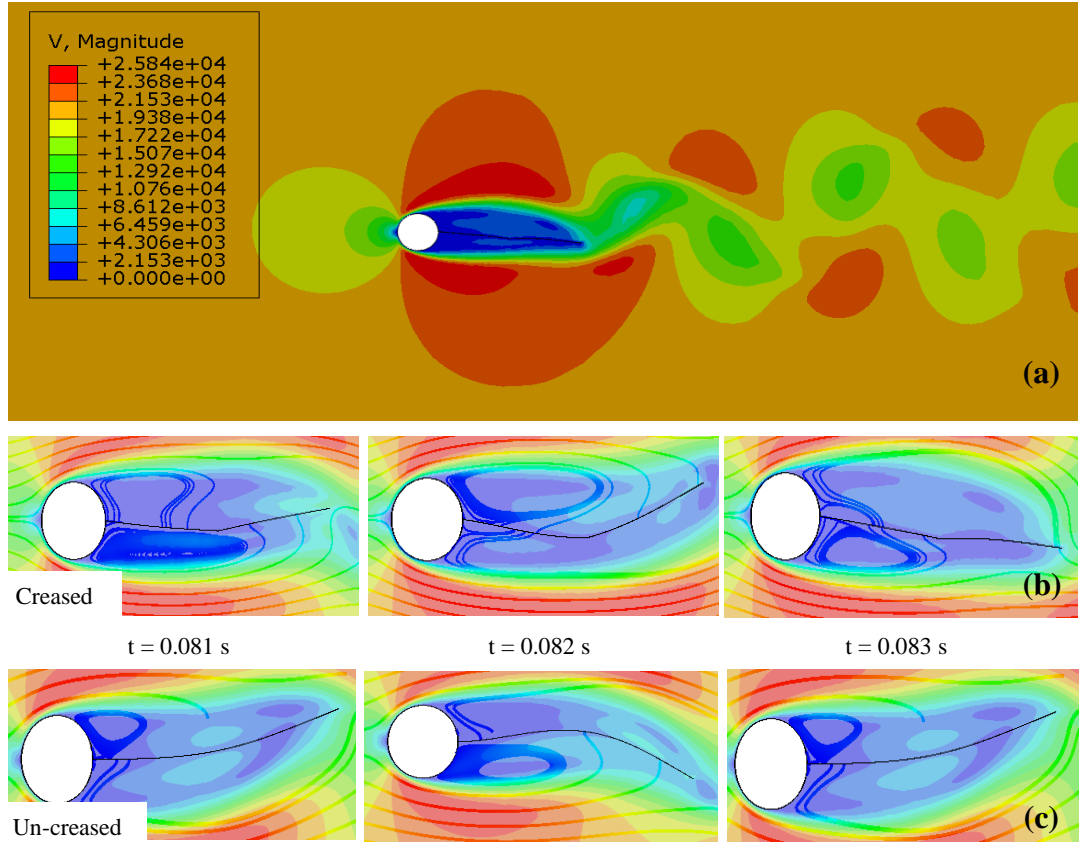 V, Magnitude
+2.584e+04
+2.368e+04
+2.153e+04
+1.938e+04
+1.722e+04
+1.507e+04
+1.292e+04
+1.076e+04
+8.612e+03
+6.459e+03
+4.306e+03
+2.153e+03
+0.000e+00
(a)
Creased
(b)
t = 0.081 s
t = 0.082 s
t = 0.083 s
Un-creased
(c)